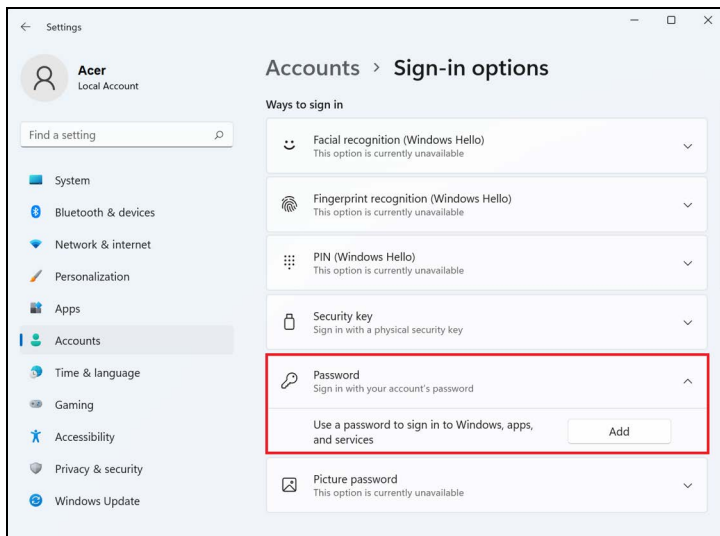 Settings
Acer
Local Account
Find a setting
System
Bluetooth & devices
Network & internet
Personalization
Apps
Accounts
Time & language
Gaming
Accessibility
Privacy & security
Windows Update
Accounts > Sign-in options
Ways to sign in
Facial recognition (Windows Hello)
This option is currently unavailable
Fingerprint recognition (Windows Hello)
This option is currently unavailable
PIN (Windows Hello)
This option is currently unavailable
Security key
Sign in with a physical security key
Password
Sign in with your account's password
Use a password to sign in to Windows, apps,
and services
Add
Picture password
This option is currently unavailable